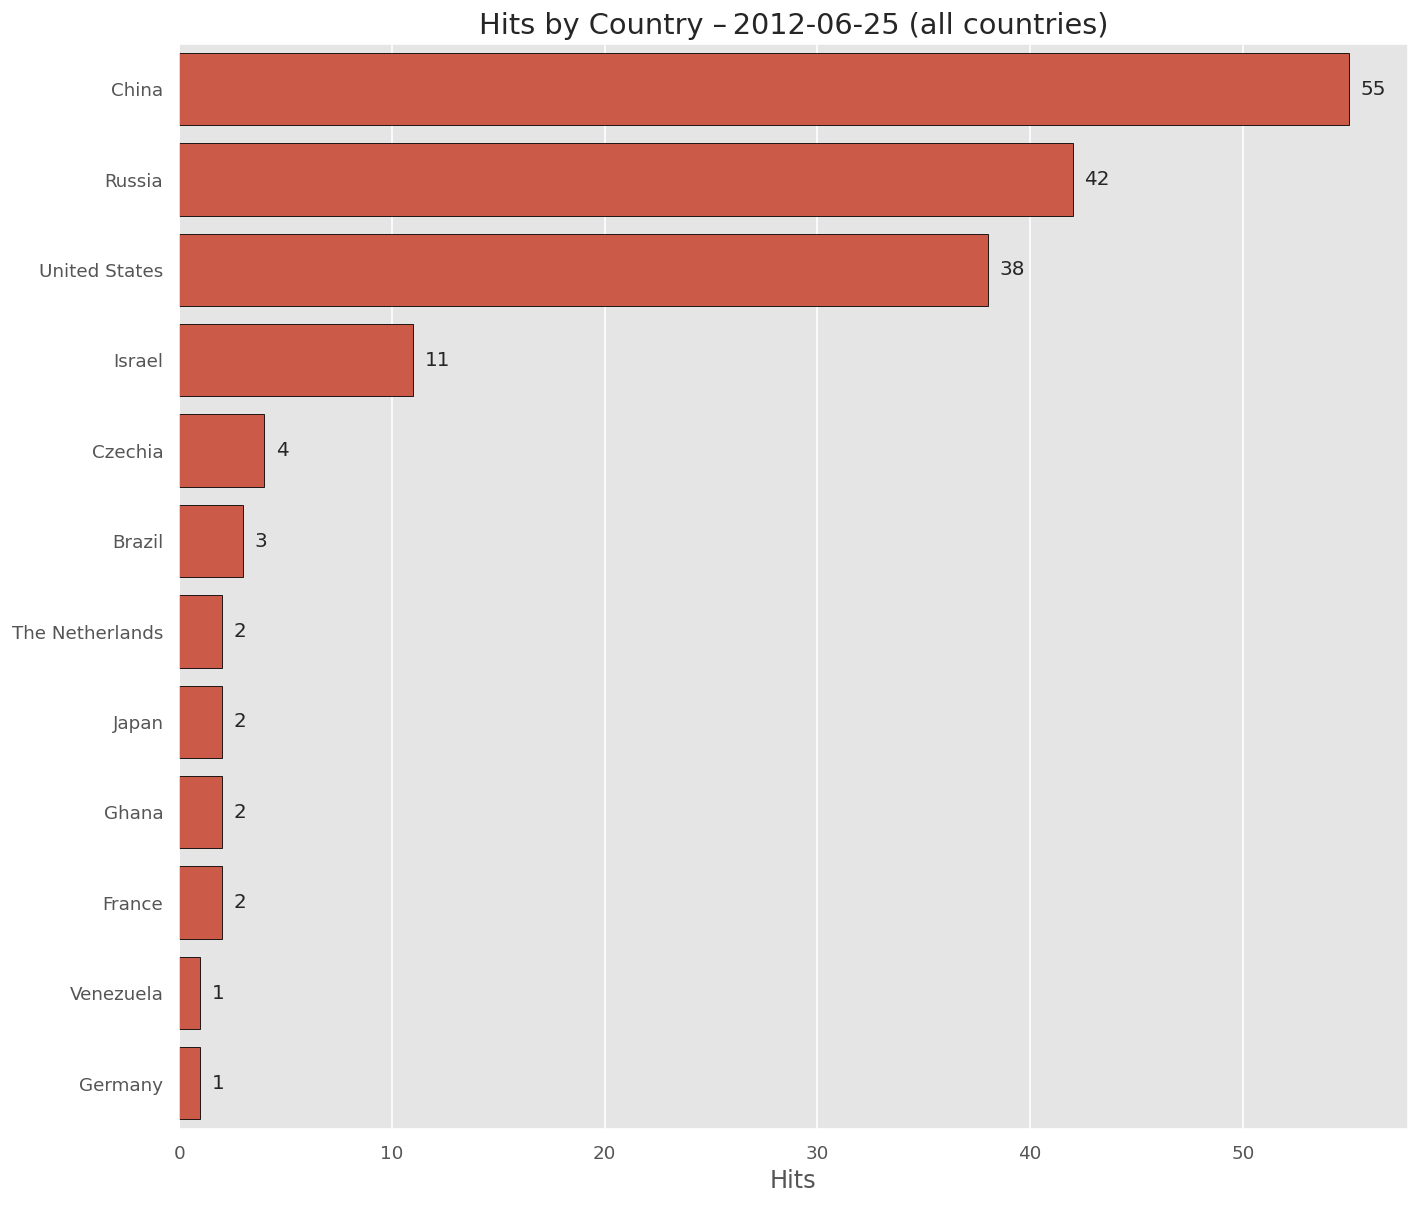 Hits by Country – 2012-06-25 (all countries)
China 55
Russia 42
United States 38
Israel 11
Czechia 4
Brazil 3
The Netherlands 2
Japan 2
Ghana 2
France 2
Venezuela 1
Germany 1
0 10 20 30 40 50
Hits